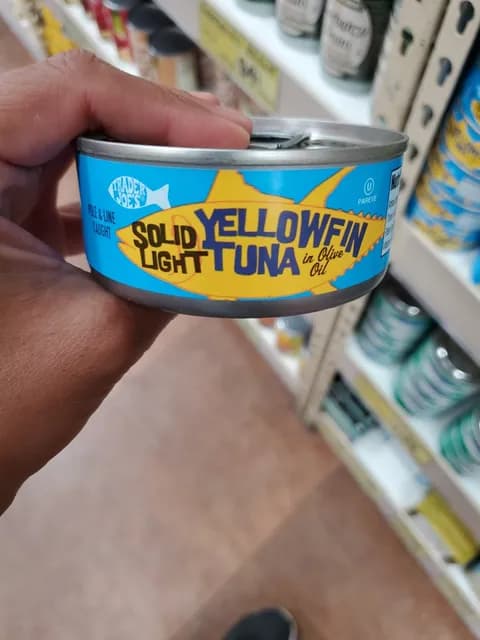 TRADER
JOE'S
POLE & LINE
CAUGHT
SOLID
LIGHT
YELLOWFIN
TUNA
in Olive
Oil
U
PAREVE